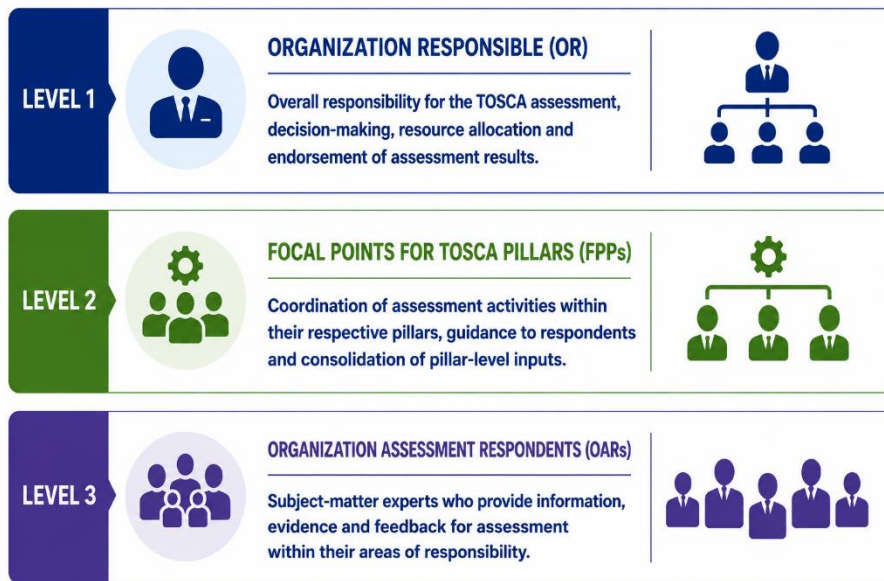 LEVEL 1
ORGANIZATION RESPONSIBLE (OR)
Overall responsibility for the TOSCA assessment,
decision-making, resource allocation and
endorsement of assessment results.
LEVEL 2
FOCAL POINTS FOR TOSCA PILLARS (FPPs)
Coordination of assessment activities within
their respective pillars, guidance to respondents
and consolidation of pillar-level inputs.
LEVEL 3
ORGANIZATION ASSESSMENT RESPONDENTS (OARs)
Subject-matter experts who provide information,
evidence and feedback for assessment
within their areas of responsibility.